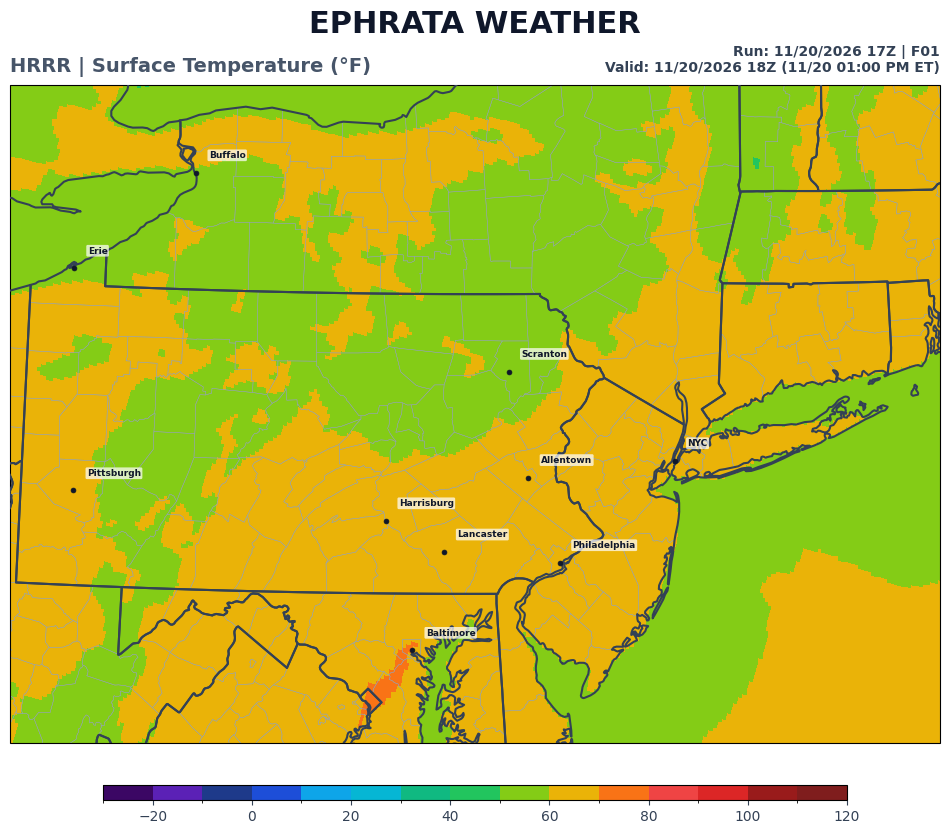 EPHRATA WEATHER
HRRR | Surface Temperature (°F)
Run: 11/20/2026 17Z | F01
Valid: 11/20/2026 18Z (11/20 01:00 PM ET)
Buffalo
Erie
Scranton
NYC
Allentown
Pittsburgh
Harrisburg
Lancaster
Philadelphia
Baltimore
−20 0 20 40 60 80 100 120